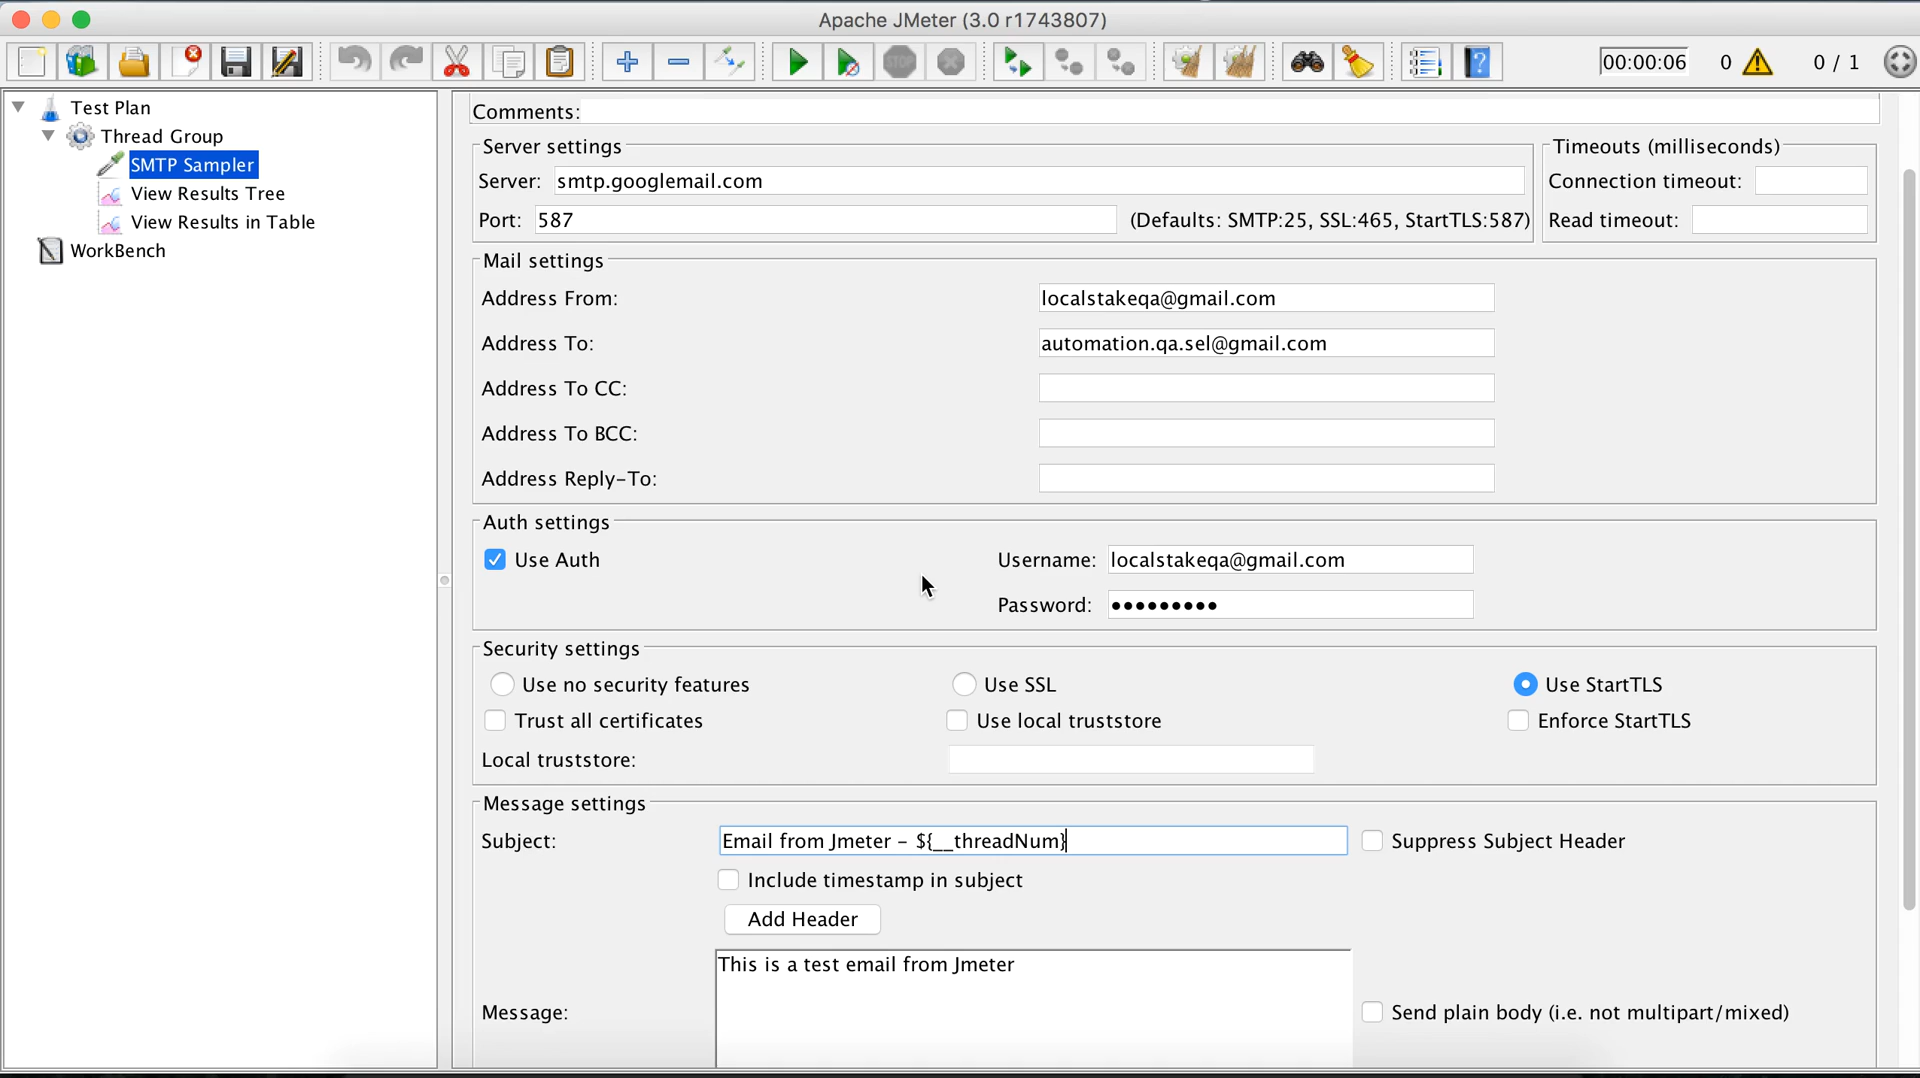 Apache JMeter (3.0 r1743807)
STOP
00:00:06 0 0 / 1
Test Plan
Thread Group
SMTP Sampler
View Results Tree
View Results in Table
WorkBench
Comments:
Server settings
Server: smtp.googlemail.com
Port: 587 (Defaults: SMTP:25, SSL:465, StartTLS:587)
Timeouts (milliseconds)
Connection timeout:
Read timeout:
Mail settings
Address From: localstakeqa@gmail.com
Address To: automation.qa.sel@gmail.com
Address To CC:
Address To BCC:
Address Reply-To:
Auth settings
Use Auth Username: localstakeqa@gmail.com
Password: •••••••••
Security settings
Use no security features Use SSL Use StartTLS
Trust all certificates Use local truststore Enforce StartTLS
Local truststore:
Message settings
Subject: Email from Jmeter - ${__threadNum} Suppress Subject Header
Include timestamp in subject
Add Header
This is a test email from Jmeter
Message: Send plain body (i.e. not multipart/mixed)